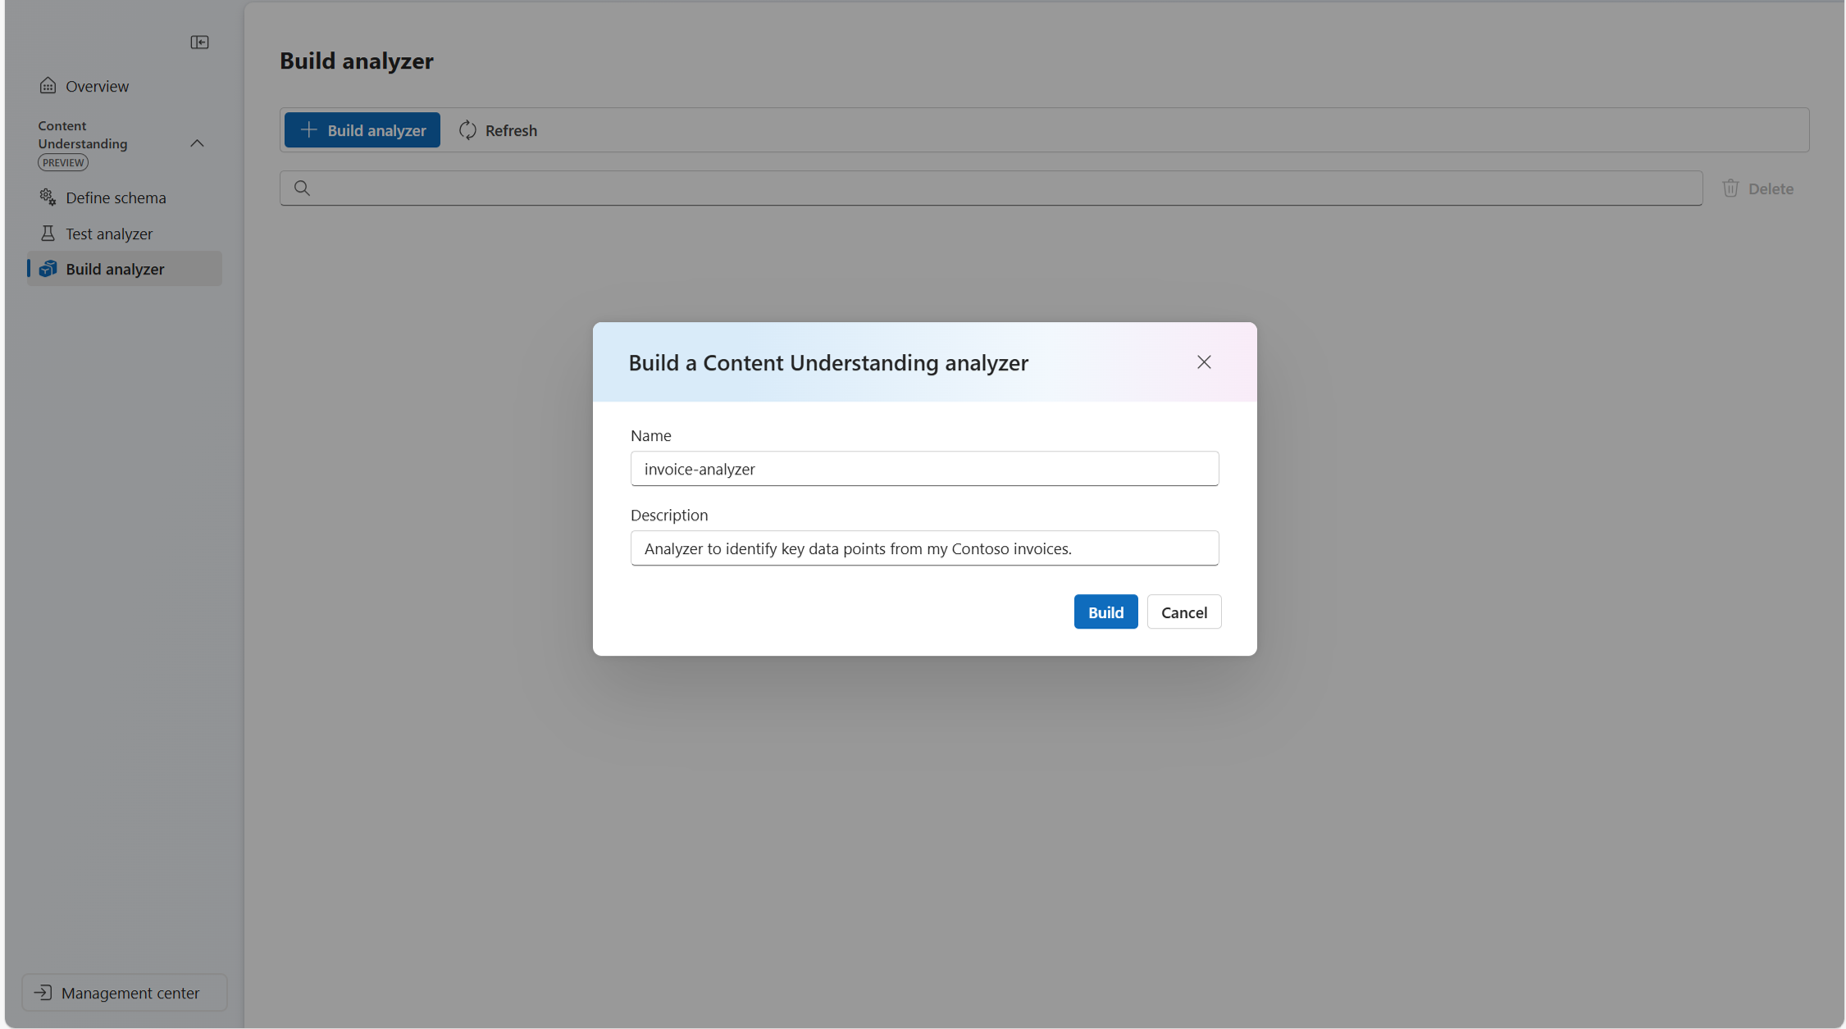 Overview
Content
Understanding
PREVIEW
Define schema
Test analyzer
Build analyzer
Management center
Build analyzer
Build analyzer
Refresh
Delete
Build a Content Understanding analyzer
Name
invoice-analyzer
Description
Analyzer to identify key data points from my Contoso invoices.
Build
Cancel